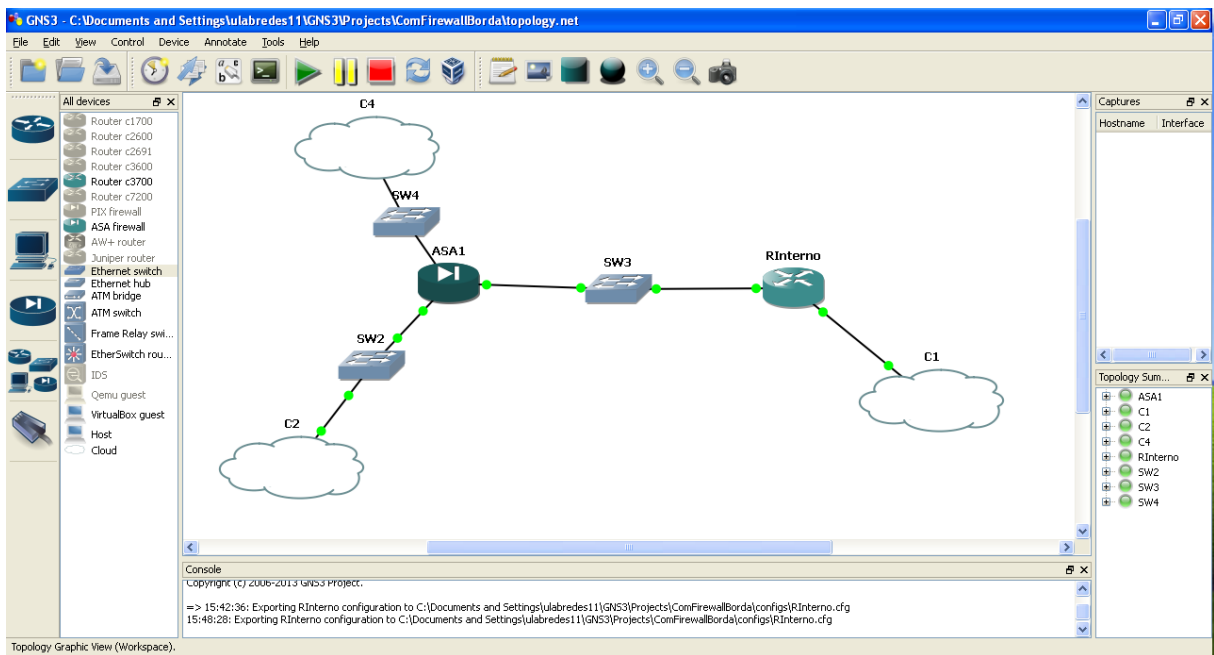 GNS3 - C:\Documents and Settings\ulabredes11\GNS3\Projects\ComFirewallBorda\topology.net
File Edit View Control Device Annotate Tools Help
All devices
Router c1700
Router c2600
Router c2691
Router c3600
Router c3700
Router c7200
PIX firewall
ASA firewall
AW+ router
Juniper router
Ethernet switch
Ethernet hub
ATM bridge
ATM switch
Frame Relay swi...
EtherSwitch rou...
IDS
Qemu guest
VirtualBox guest
Host
Cloud
C4
SW4
ASA1
SW3
RInterno
SW2
C1
C2
Captures
Hostname Interface
Topology Sum...
ASA1
C1
C2
C4
RInterno
SW2
SW3
SW4
Console
Copyright (c) 2006-2013 GNS3 Project.
=> 15:42:36: Exporting RInterno configuration to C:\Documents and Settings\ulabredes11\GNS3\Projects\ComFirewallBorda\configs\RInterno.cfg
15:48:28: Exporting RInterno configuration to C:\Documents and Settings\ulabredes11\GNS3\Projects\ComFirewallBorda\configs\RInterno.cfg
Topology Graphic View (Workspace).